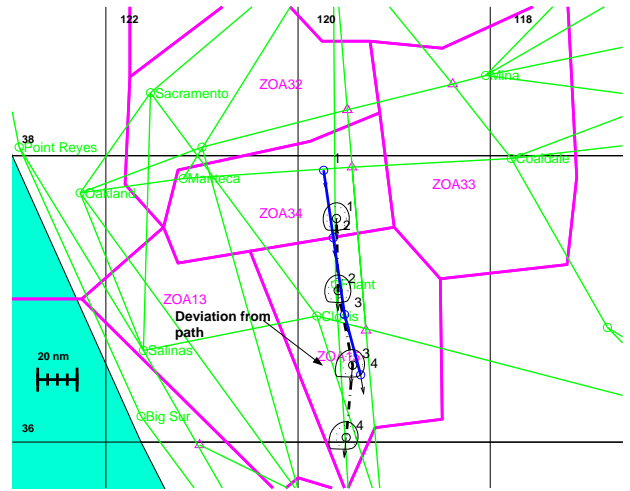 122
120
118
Mina
ZOA32
Sacramento
38
Point Reyes
1
Coaldale
Manteca
ZOA33
Oakland
1
ZOA34
2
2
Friant
ZOA13
3
Deviation from
path
Clovis
3
4
Salinas
20 nm
Big Sur
4
36